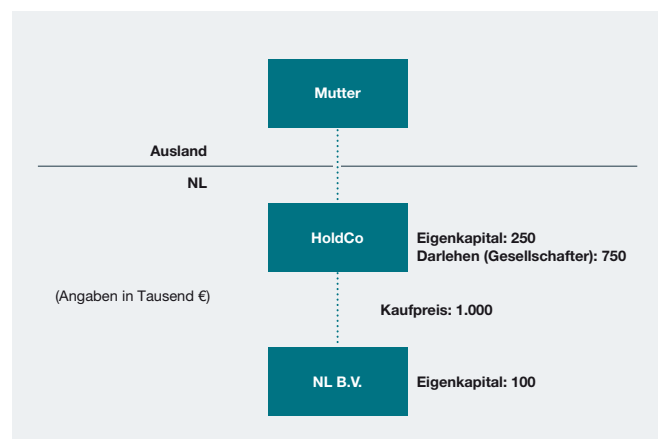 Mutter
Ausland
NL
HoldCo
Eigenkapital: 250
Darlehen (Gesellschafter): 750
(Angaben in Tausend €)
Kaufpreis: 1.000
NL B.V.
Eigenkapital: 100